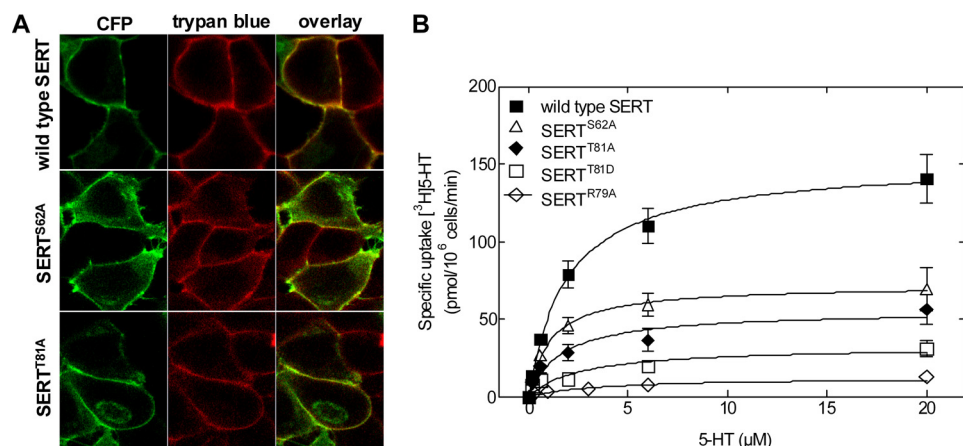 A
CFP
trypan blue
overlay
wild type SERT
SERT^S62A
SERT^T81A
B
Specific uptake [³H]5-HT
(pmol/10⁶ cells/min)
200
150
100
50
0
wild type SERT
SERT^S62A
SERT^T81A
SERT^T81D
SERT^R79A
0
5
10
15
20
5-HT (µM)